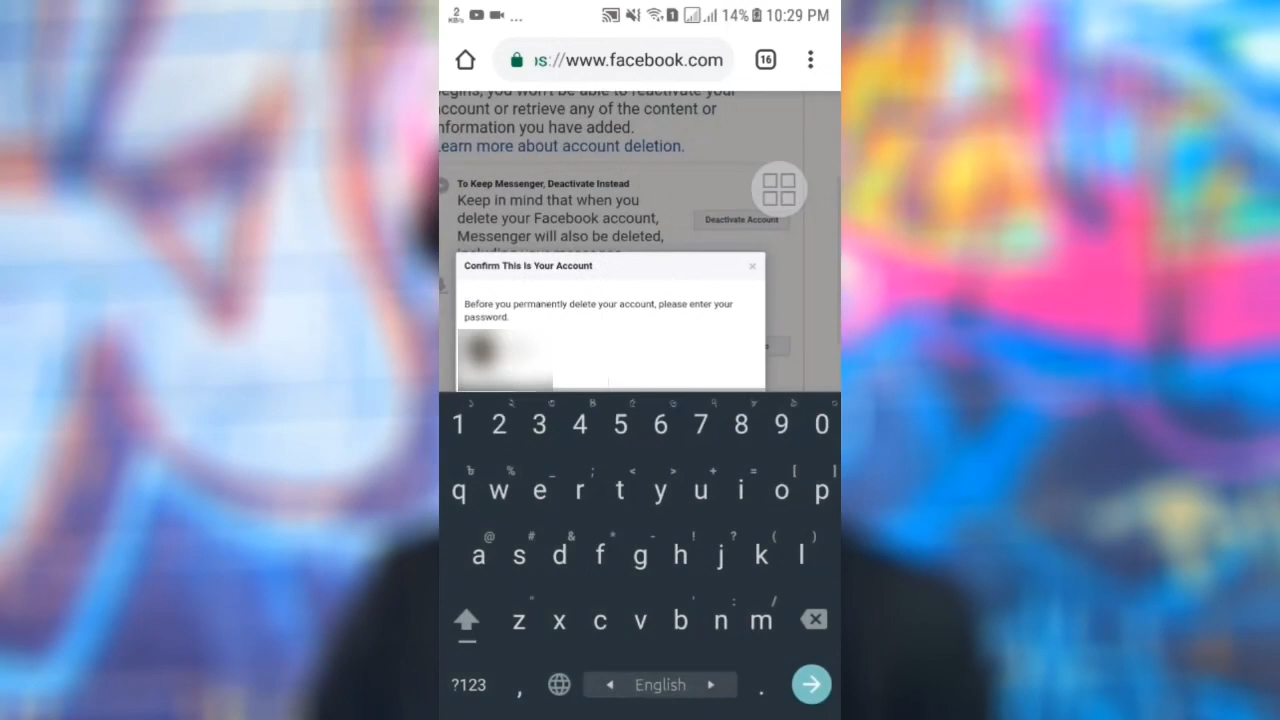 2
KB/s ... 1 14% 10:29 PM
://www.facebook.com 16
account or retrieve any of the content or
nformation you have added.
earn more about account deletion.
To Keep Messenger, Deactivate Instead
Keep in mind that when you
delete your Facebook account,
Deactivate Account
Messenger will also be deleted,
Confirm This Is Your Account ×
Before you permanently delete your account, please enter your
password.
1 2 3 4 5 6 7 8 9 0
% _ ; < > + = [ ]
q w e r t y u i o p
@ # & * - ! ? ( )
a s d f g h j k l
" ' : /
z x c v b n m
?123 , English .